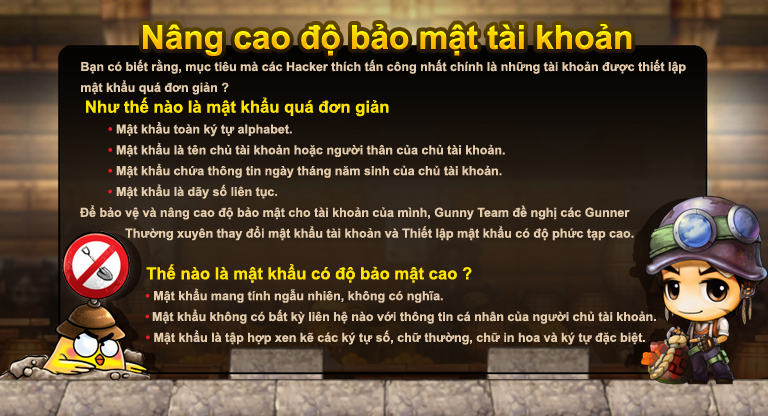 Nâng cao độ bảo mật tài khoản
Bạn có biết rằng, mục tiêu mà các Hacker thích tấn công nhất chính là những tài khoản được thiết lập
mật khẩu quá đơn giản ?
Như thế nào là mật khẩu quá đơn giản
• Mật khẩu toàn ký tự alphabet.
• Mật khẩu là tên chủ tài khoản hoặc người thân của chủ tài khoản.
• Mật khẩu chứa thông tin ngày tháng năm sinh của chủ tài khoản.
• Mật khẩu là dãy số liên tục.
Để bảo vệ và nâng cao độ bảo mật cho tài khoản của mình, Gunny Team đề nghị các Gunner
Thường xuyên thay đổi mật khẩu tài khoản và Thiết lập mật khẩu có độ phức tạp cao.
Thế nào là mật khẩu có độ bảo mật cao ?
• Mật khẩu mang tính ngẫu nhiên, không có nghĩa.
• Mật khẩu không có bất kỳ liên hệ nào với thông tin cá nhân của người chủ tài khoản.
• Mật khẩu là tập hợp xen kẽ các ký tự số, chữ thường, chữ in hoa và ký tự đặc biệt.